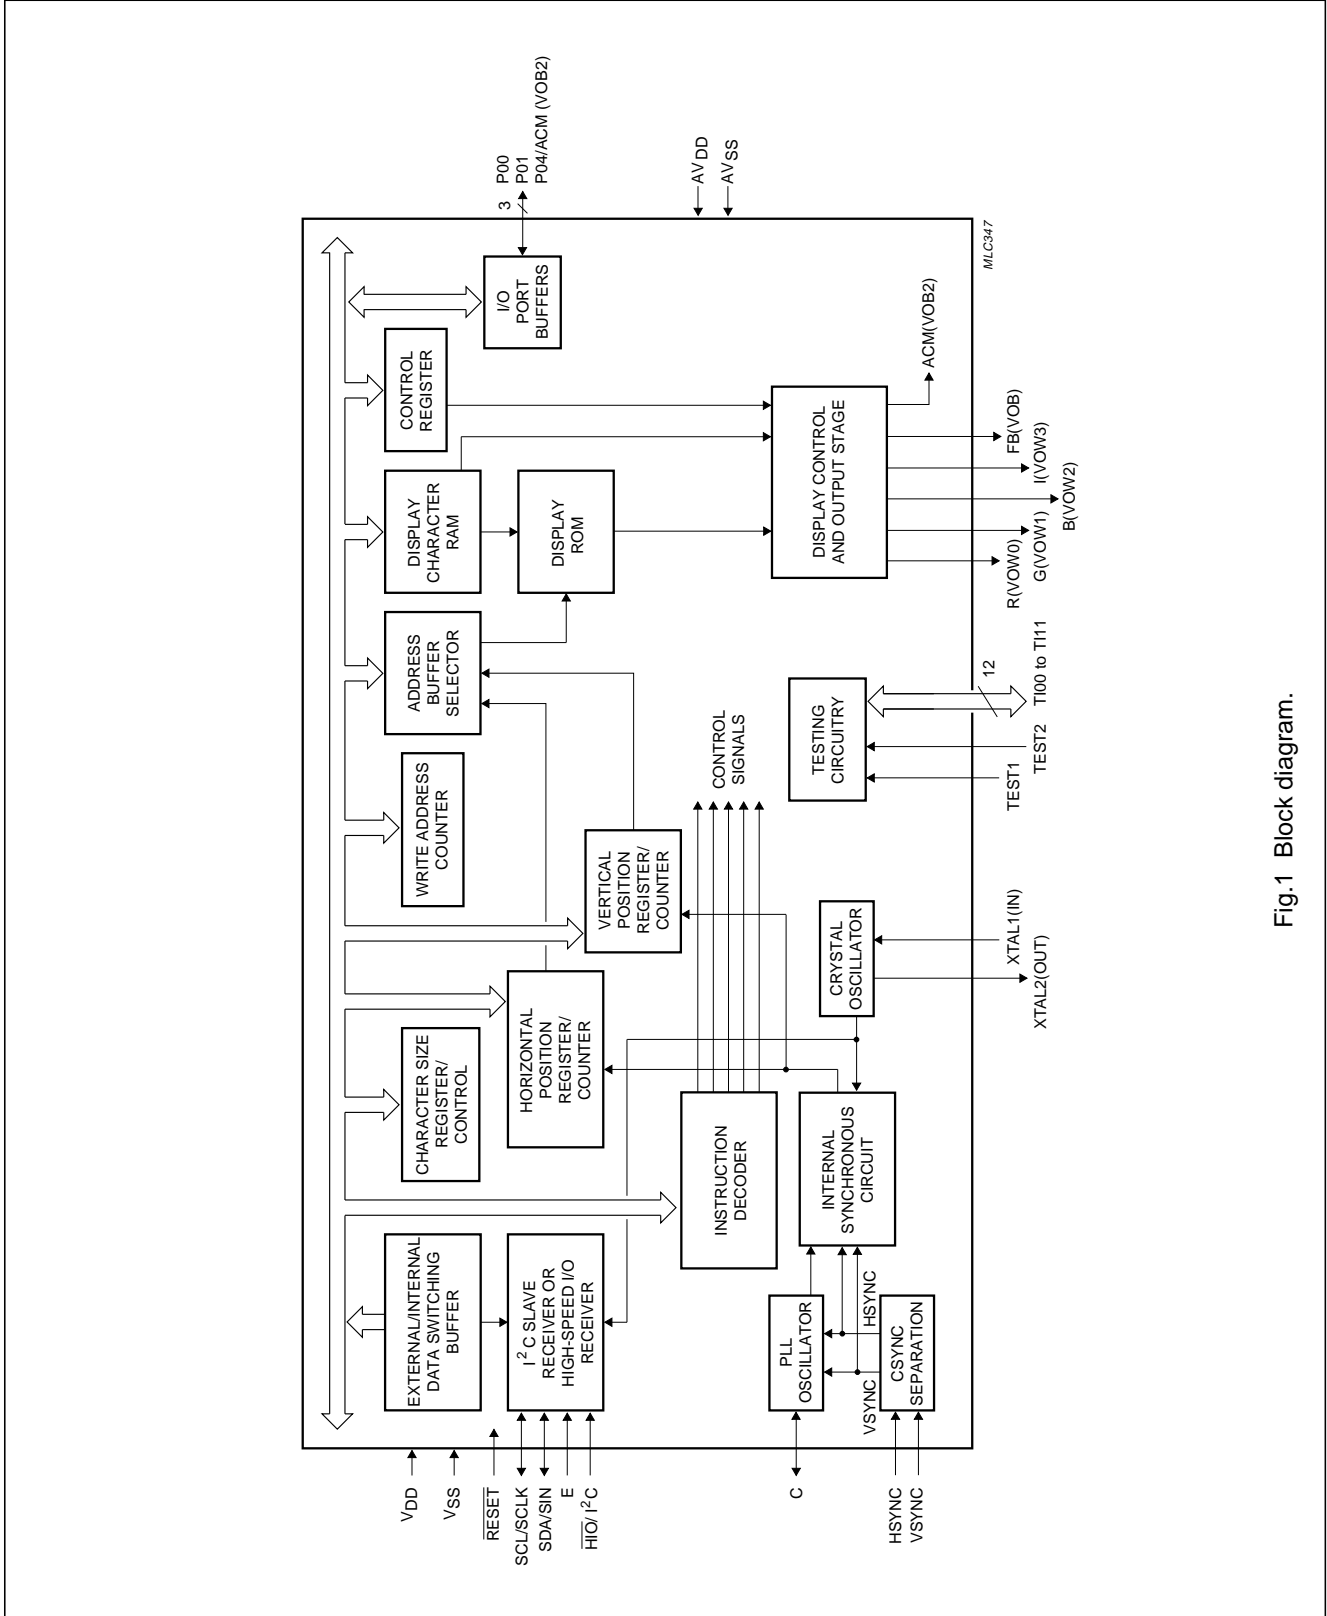 P00
P01
P04/ACM (VOB2)
3
AVDD
AVSS
I/O
PORT
BUFFERS
CONTROL
REGISTER
DISPLAY
CHARACTER
RAM
DISPLAY
ROM
ADDRESS
BUFFER
SELECTOR
WRITE ADDRESS
COUNTER
VERTICAL
POSITION
REGISTER/
COUNTER
CHARACTER SIZE
REGISTER/
CONTROL
HORIZONTAL
POSITION
REGISTER/
COUNTER
EXTERNAL/INTERNAL
DATA SWITCHING
BUFFER
I2C SLAVE
RECEIVER OR
HIGH-SPEED I/O
RECEIVER
INSTRUCTION
DECODER
CONTROL
SIGNALS
DISPLAY CONTROL
AND OUTPUT STAGE
TESTING
CIRCUITRY
CRYSTAL
OSCILLATOR
INTERNAL
SYNCHRONOUS
CIRCUIT
PLL
OSCILLATOR
HSYNC
VSYNC
CSYNC
SEPARATION
VDD
VSS
RESET
SCL/SCLK
SDA/SIN
E
HIO/I2C
C
HSYNC
VSYNC
XTAL1(IN)
XTAL2(OUT)
TEST1
TEST2
12
TI00 to TI11
R(VOW0)
G(VOW1)
B(VOW2)
I(VOW3)
FB(VOB)
ACM(VOB2)
MLC347
Fig.1 Block diagram.